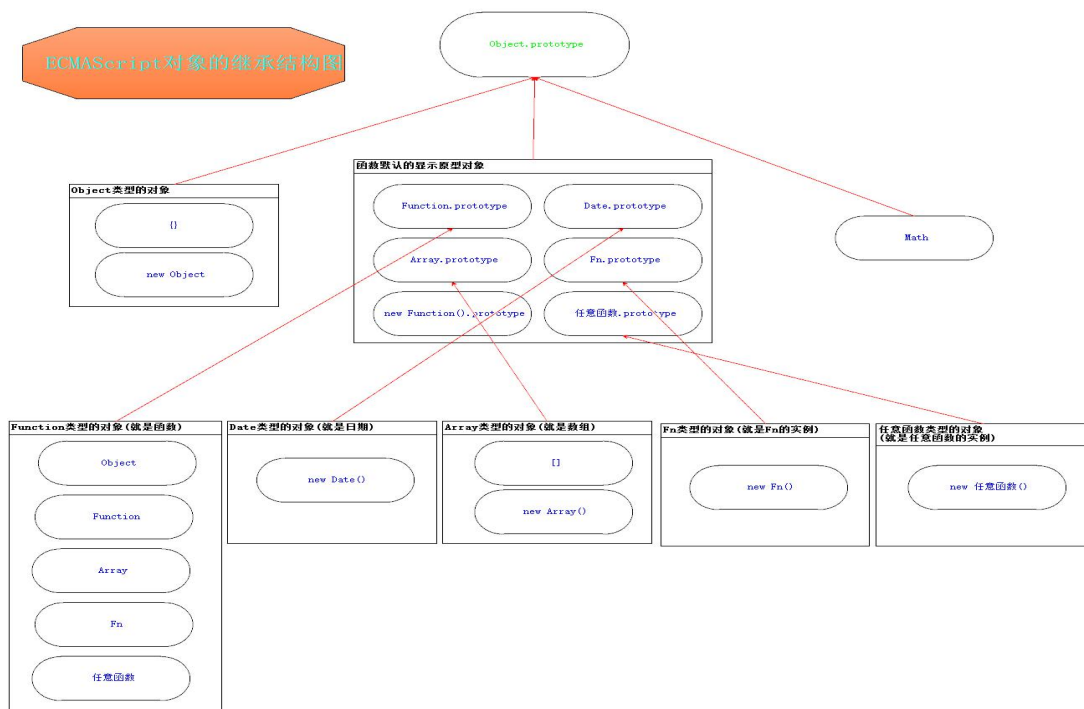 ECMAScript对象的继承结构图
Object.prototype
Object类型的对象
{}
new Object
函数默认的显示原型对象
Function.prototype
Date.prototype
Array.prototype
Fn.prototype
new Function().prototype
任意函数.prototype
Math
Function类型的对象(就是函数)
Object
Function
Array
Fn
任意函数
Date类型的对象(就是日期)
new Date()
Array类型的对象(就是数组)
[]
new Array()
Fn类型的对象(就是Fn的实例)
new Fn()
任意函数类型的对象
(就是任意函数的实例)
new 任意函数()